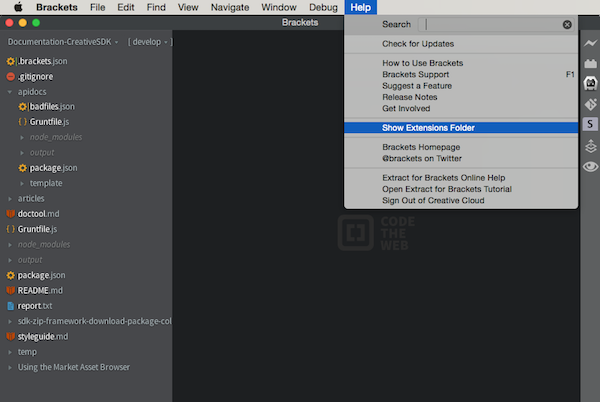 Brackets File Edit Find View Navigate Window Debug Help
Brackets
Documentation-CreativeSDK [ develop ]
.brackets.json
.gitignore
apidocs
badfiles.json
Gruntfile.js
node_modules
output
package.json
template
articles
doctool.md
Gruntfile.js
node_modules
output
package.json
README.md
report.txt
sdk-zip-framework-download-package-col
styleguide.md
temp
Using the Market Asset Browser
Search
Check for Updates
How to Use Brackets
Brackets Support F1
Suggest a Feature
Release Notes
Get Involved
Show Extensions Folder
Brackets Homepage
@brackets on Twitter
Extract for Brackets Online Help
Open Extract for Brackets Tutorial
Sign Out of Creative Cloud
CODE
THE
WEB
S